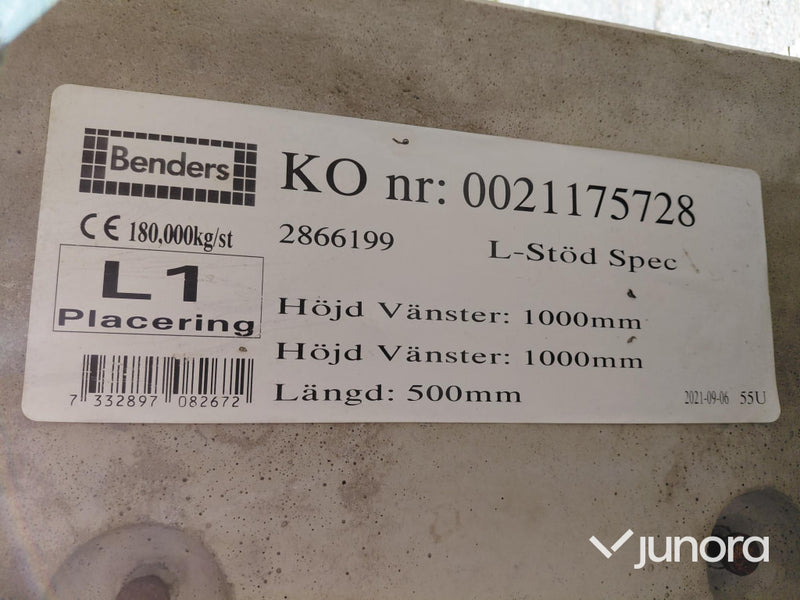 Benders
KO nr: 0021175728
CE 180,000kg/st
2866199
L-Stöd Spec
L1
Placering
Höjd Vänster: 1000mm
Höjd Vänster: 1000mm
Längd: 500mm
7 332897 082672
2021-09-06 55U
junora